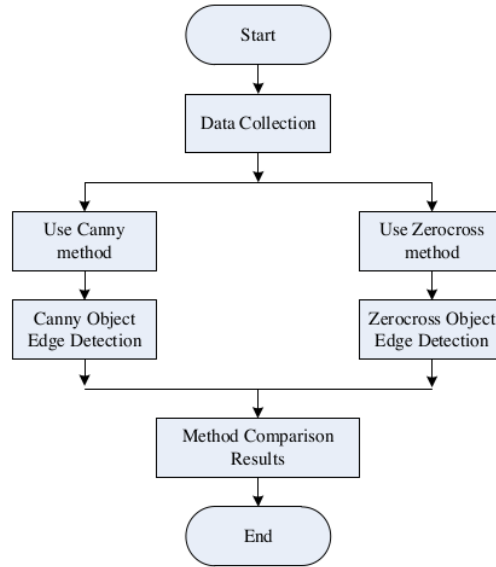 Start
Data Collection
Use Canny
method
Use Zerocross
method
Canny Object
Edge Detection
Zerocross Object
Edge Detection
Method Comparison
Results
End